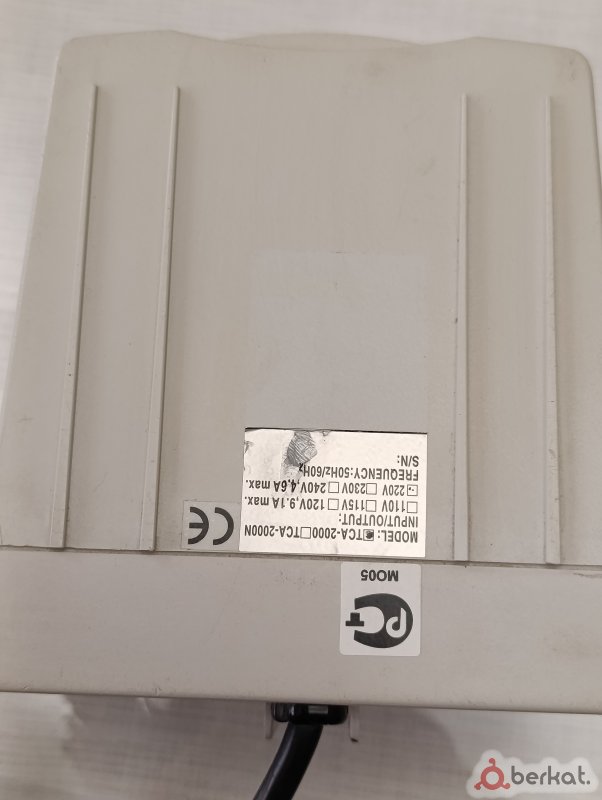 MODEL: TCA-2000 TCA-2000N
INPUT/OUTPUT:
110V 115V 120V,9.1A max.
220V 230V 240V,4.6A max.
FREQUENCY:50Hz/60Hz
S/N:
CE
MO05
berkat.